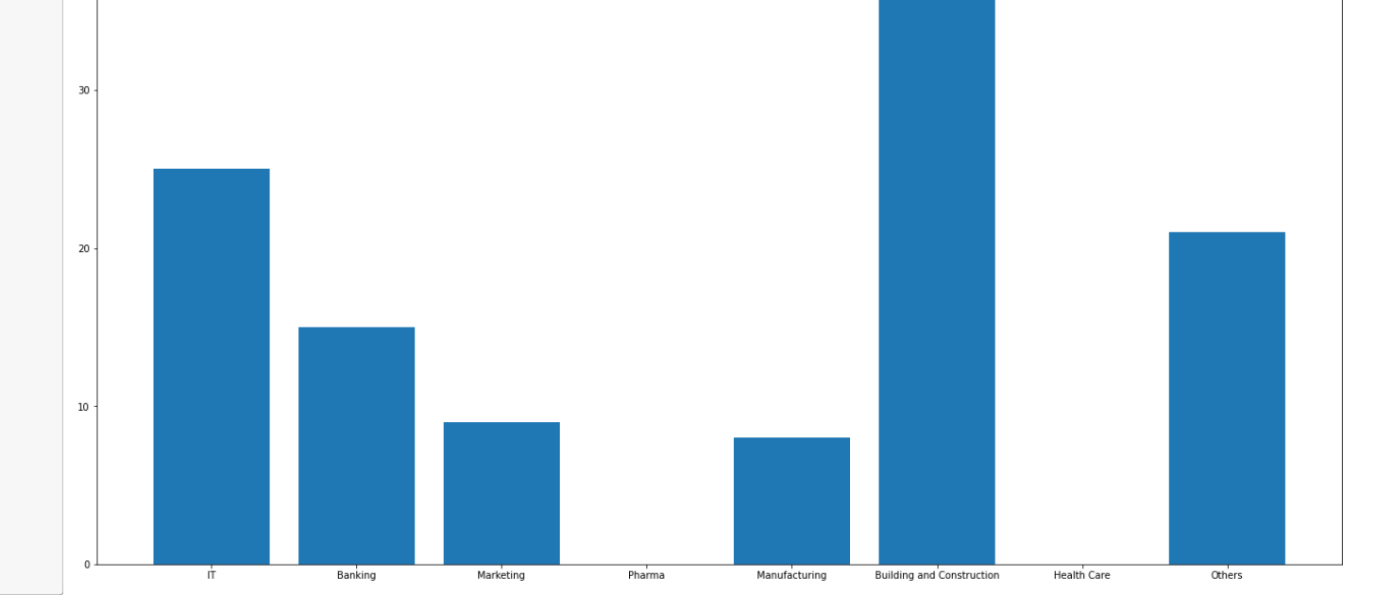 30
20
10
0
IT Banking Marketing Pharma Manufacturing Building and Construction Health Care Others